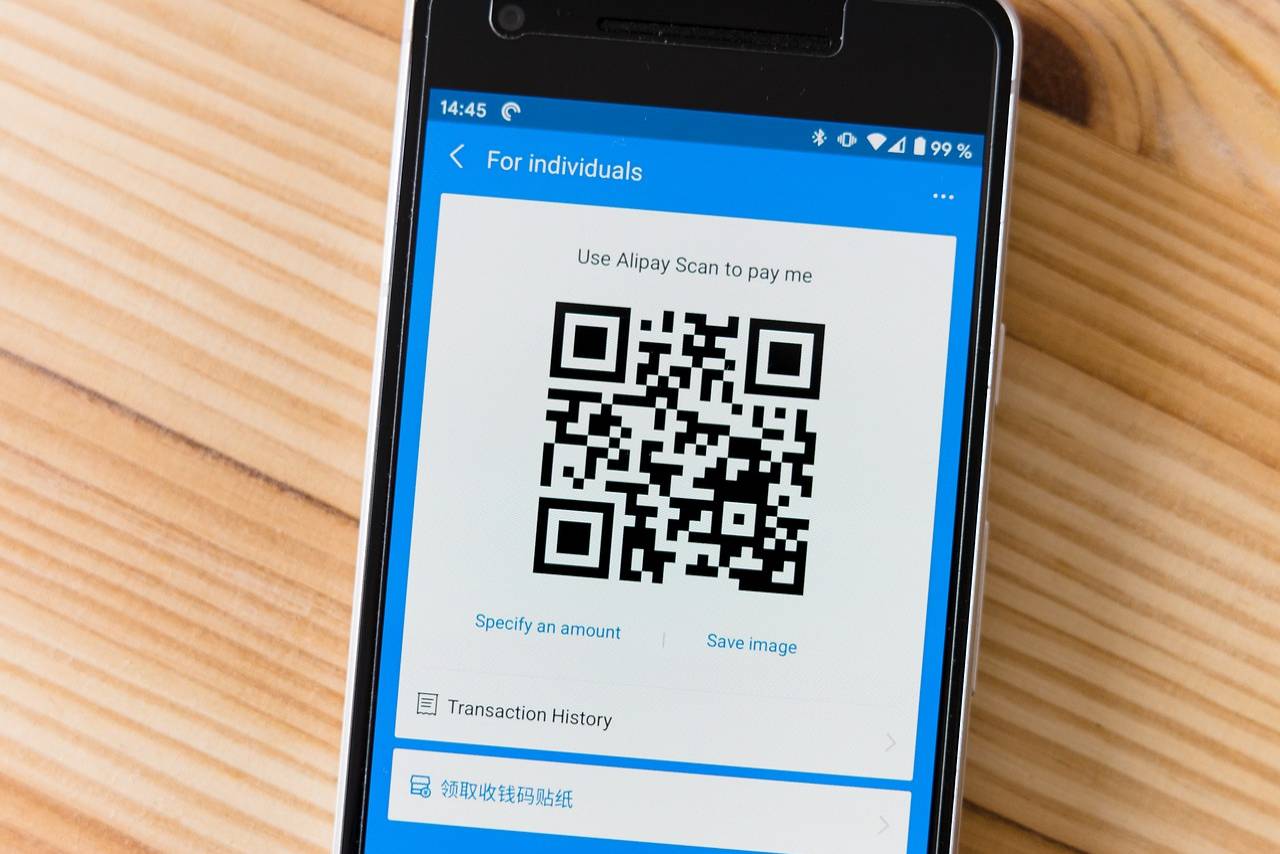 14:45 99 %
For individuals
Use Alipay Scan to pay me
Specify an amount
Save image
Transaction History
领取收钱码贴纸